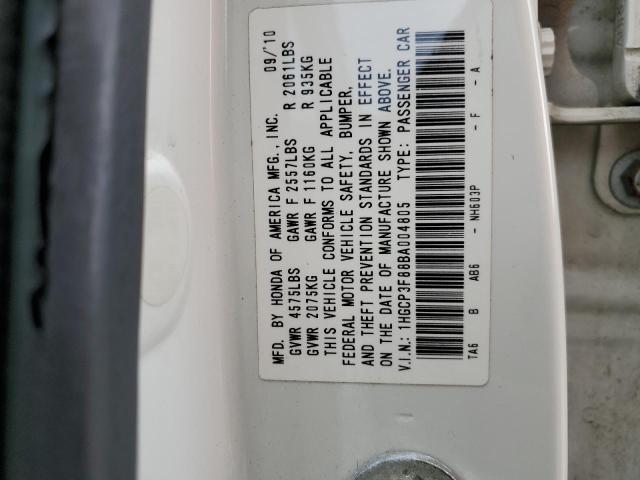 MFD. BY HONDA OF AMERICA MFG., INC. 09/'10
GVWR 4575LBS GAWR F 2557LBS R 2061LBS
GVWR 2075KG GAWR F 1160KG R 935KG
THIS VEHICLE CONFORMS TO ALL APPLICABLE
FEDERAL MOTOR VEHICLE SAFETY, BUMPER,
AND THEFT PREVENTION STANDARDS IN EFFECT
ON THE DATE OF MANUFACTURE SHOWN ABOVE.
V.I.N.: 1HGCP3F88BA004805 TYPE: PASSENGER CAR
TA6 B AB6 - NH603P - F - A